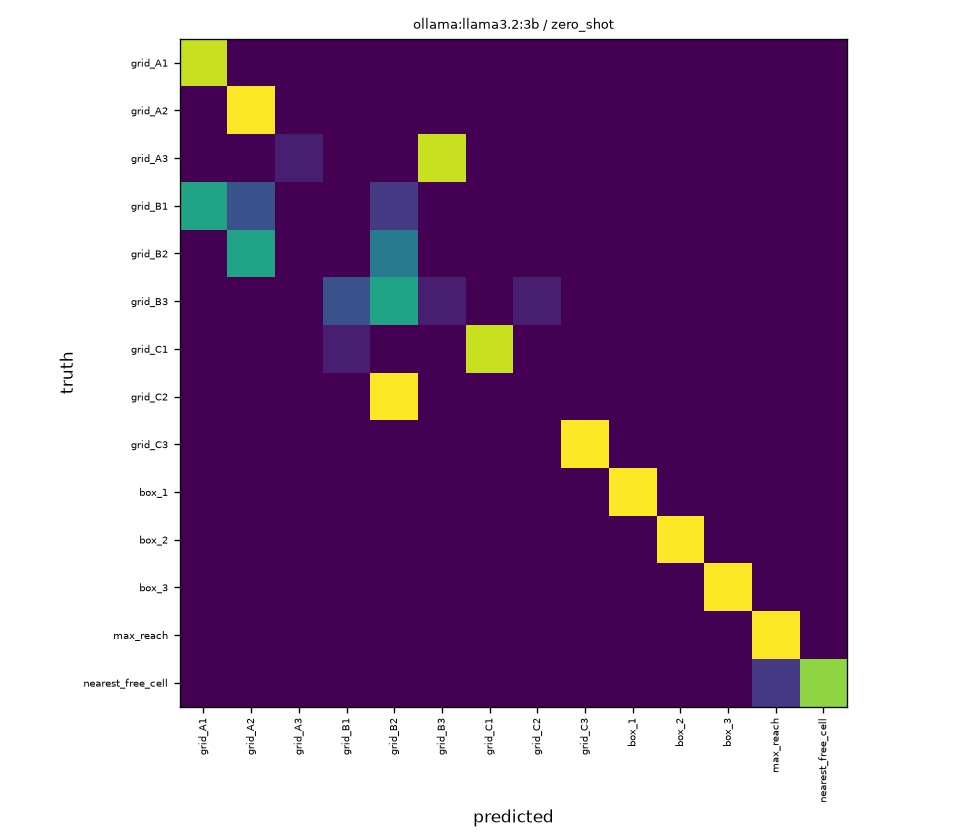 ollama:llama3.2:3b / zero_shot
truth
grid_A1
grid_A2
grid_A3
grid_B1
grid_B2
grid_B3
grid_C1
grid_C2
grid_C3
box_1
box_2
box_3
max_reach
nearest_free_cell
grid_A1
grid_A2
grid_A3
grid_B1
grid_B2
grid_B3
grid_C1
grid_C2
grid_C3
box_1
box_2
box_3
max_reach
nearest_free_cell
predicted